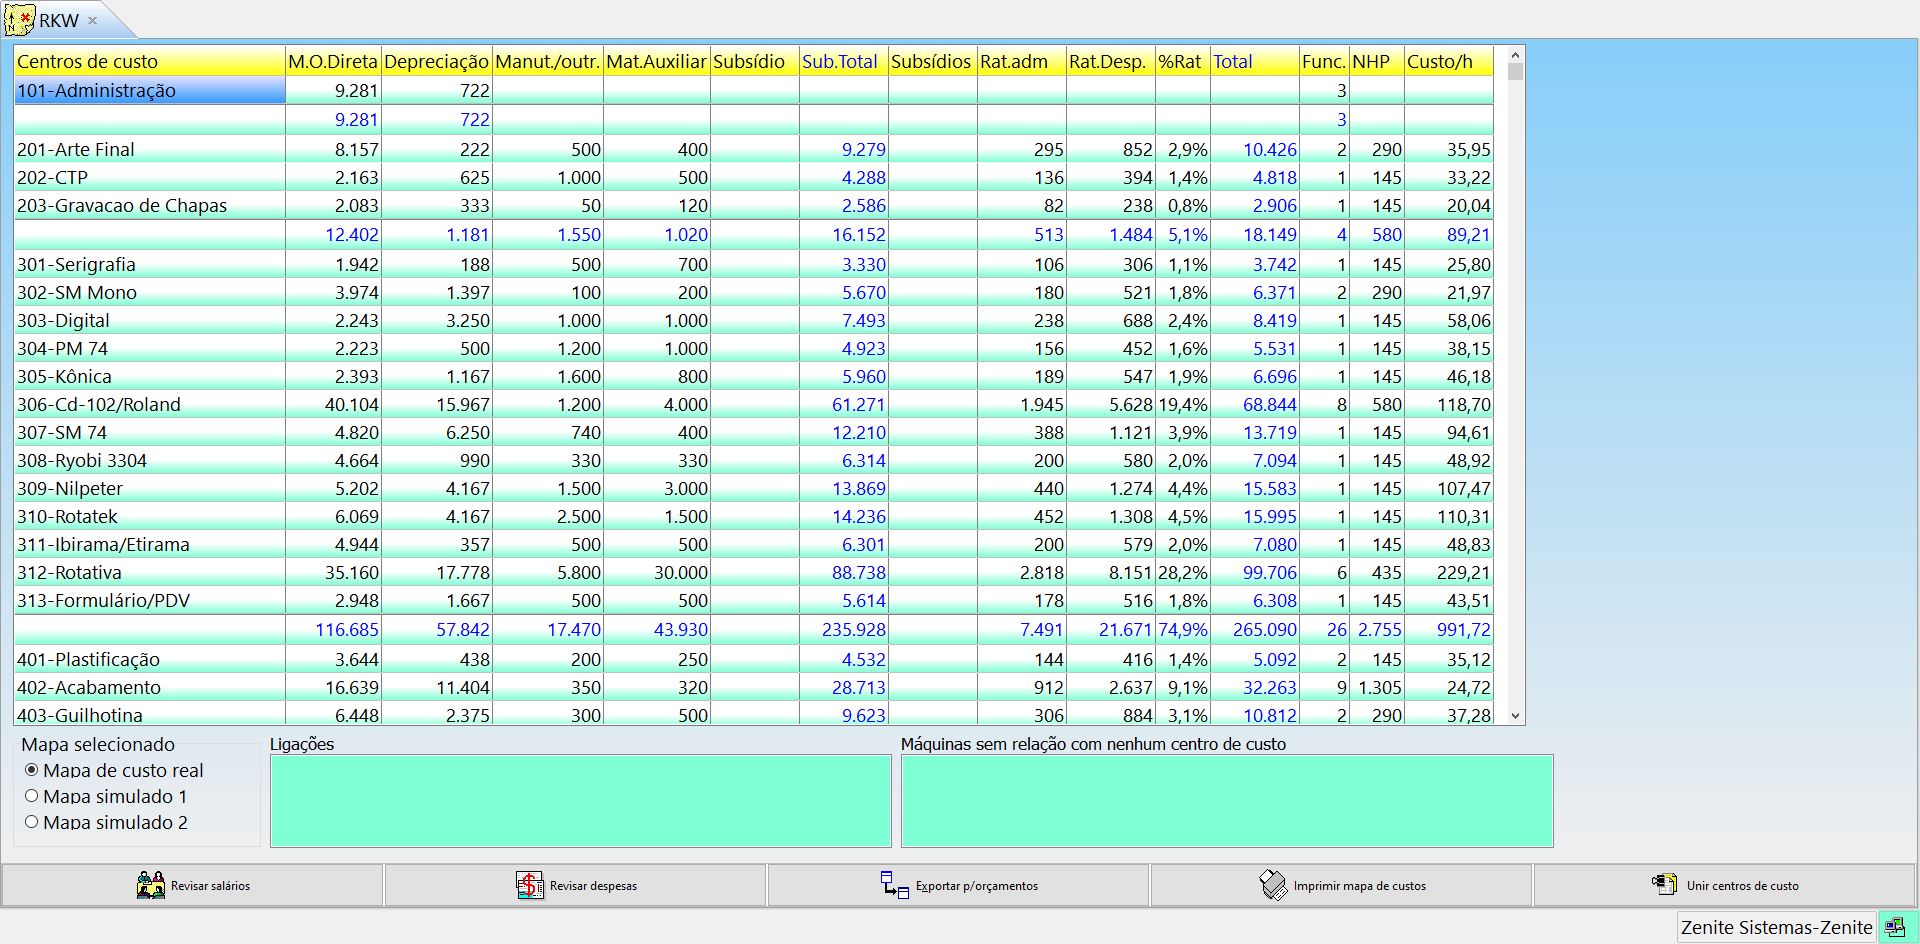 RKW
Centros de custo M.O.Direta Depreciação Manut./outr. Mat.Auxiliar Subsídio Sub.Total Subsídios Rat.adm Rat.Desp. %Rat Total Func. NHP Custo/h
101-Administração 9.281 722 3
9.281 722 3
201-Arte Final 8.157 222 500 400 9.279 295 852 2,9% 10.426 2 290 35,95
202-CTP 2.163 625 1.000 500 4.288 136 394 1,4% 4.818 1 145 33,22
203-Gravacao de Chapas 2.083 333 50 120 2.586 82 238 0,8% 2.906 1 145 20,04
12.402 1.181 1.550 1.020 16.152 513 1.484 5,1% 18.149 4 580 89,21
301-Serigrafia 1.942 188 500 700 3.330 106 306 1,1% 3.742 1 145 25,80
302-SM Mono 3.974 1.397 100 200 5.670 180 521 1,8% 6.371 2 290 21,97
303-Digital 2.243 3.250 1.000 1.000 7.493 238 688 2,4% 8.419 1 145 58,06
304-PM 74 2.223 500 1.200 1.000 4.923 156 452 1,6% 5.531 1 145 38,15
305-Kônica 2.393 1.167 1.600 800 5.960 189 547 1,9% 6.696 1 145 46,18
306-Cd-102/Roland 40.104 15.967 1.200 4.000 61.271 1.945 5.628 19,4% 68.844 8 580 118,70
307-SM 74 4.820 6.250 740 400 12.210 388 1.121 3,9% 13.719 1 145 94,61
308-Ryobi 3304 4.664 990 330 330 6.314 200 580 2,0% 7.094 1 145 48,92
309-Nilpeter 5.202 4.167 1.500 3.000 13.869 440 1.274 4,4% 15.583 1 145 107,47
310-Rotatek 6.069 4.167 2.500 1.500 14.236 452 1.308 4,5% 15.995 1 145 110,31
311-Ibirama/Etirama 4.944 357 500 500 6.301 200 579 2,0% 7.080 1 145 48,83
312-Rotativa 35.160 17.778 5.800 30.000 88.738 2.818 8.151 28,2% 99.706 6 435 229,21
313-Formulário/PDV 2.948 1.667 500 500 5.614 178 516 1,8% 6.308 1 145 43,51
116.685 57.842 17.470 43.930 235.928 7.491 21.671 74,9% 265.090 26 2.755 991,72
401-Plastificação 3.644 438 200 250 4.532 144 416 1,4% 5.092 2 145 35,12
402-Acabamento 16.639 11.404 350 320 28.713 912 2.637 9,1% 32.263 9 1.305 24,72
403-Guilhotina 6.448 2.375 300 500 9.623 306 884 3,1% 10.812 2 290 37,28
Mapa selecionado
Mapa de custo real
Mapa simulado 1
Mapa simulado 2
Ligações
Máquinas sem relação com nenhum centro de custo
Revisar salários
Revisar despesas
Exportar p/orçamentos
Imprimir mapa de custos
Unir centros de custo
Zenite Sistemas-Zenite